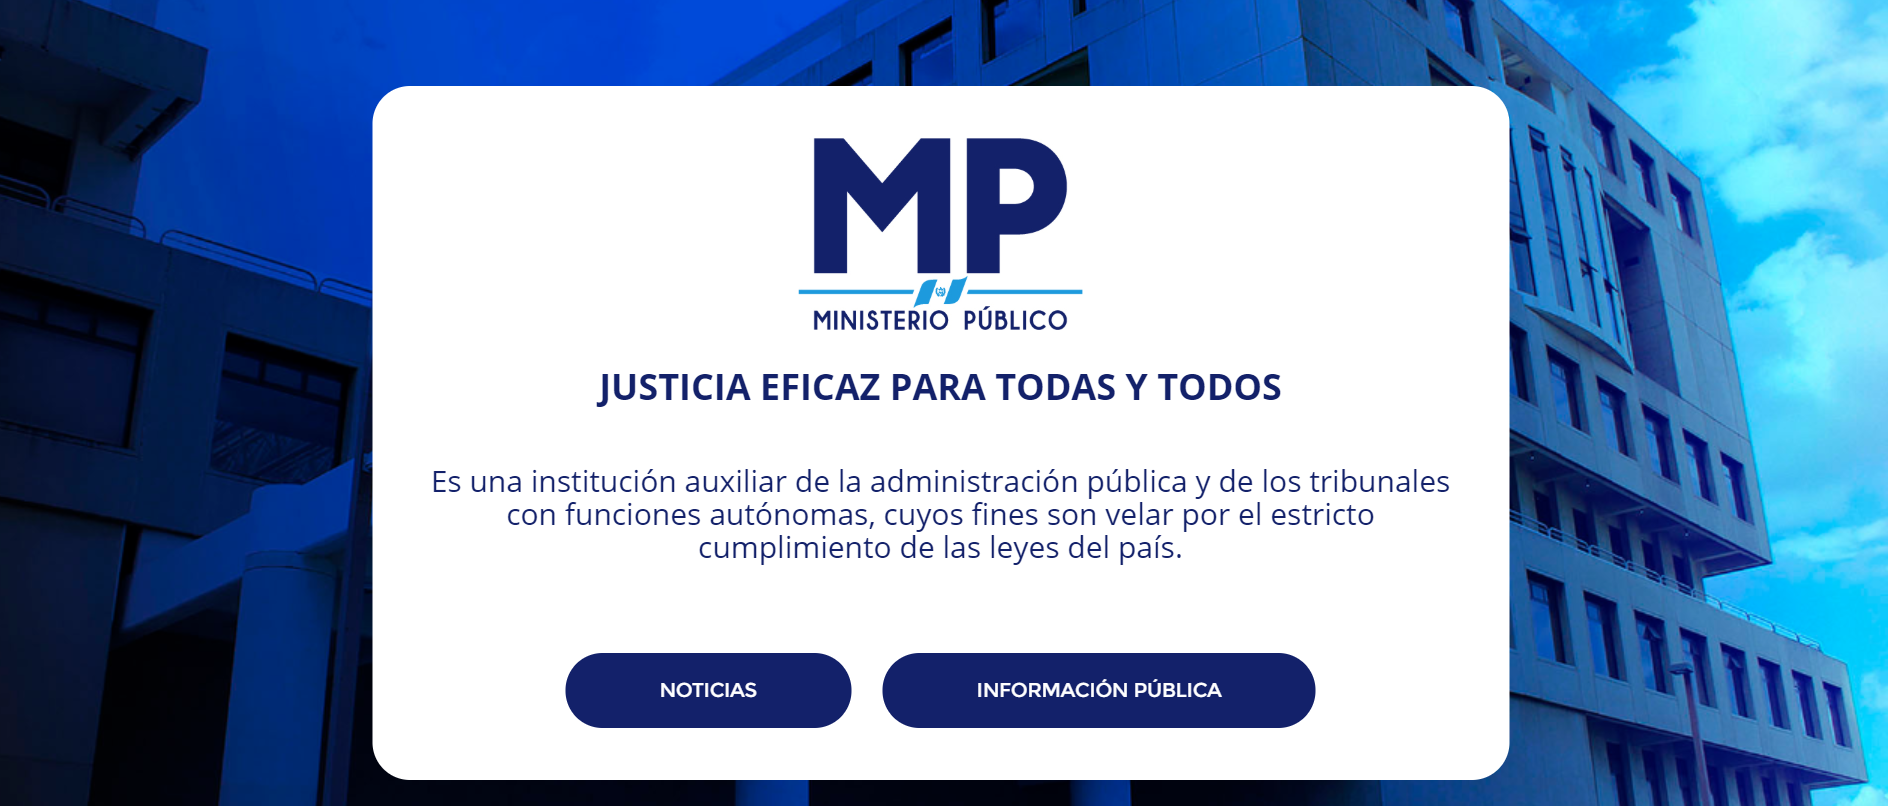 MP
MINISTERIO PÚBLICO
JUSTICIA EFICAZ PARA TODAS Y TODOS
Es una institución auxiliar de la administración pública y de los tribunales
con funciones autónomas, cuyos fines son velar por el estricto
cumplimiento de las leyes del país.
NOTICIAS
INFORMACIÓN PÚBLICA